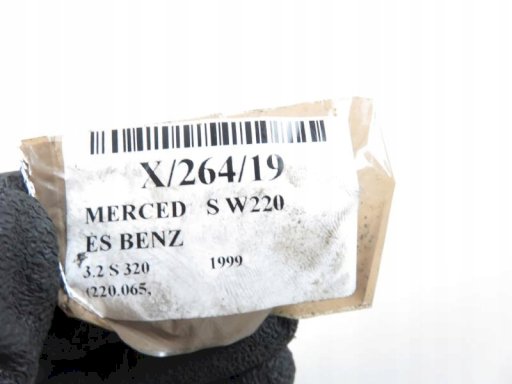 X/264/19
MERCED S W220
ES BENZ
3.2 S 320 1999
(220.065,